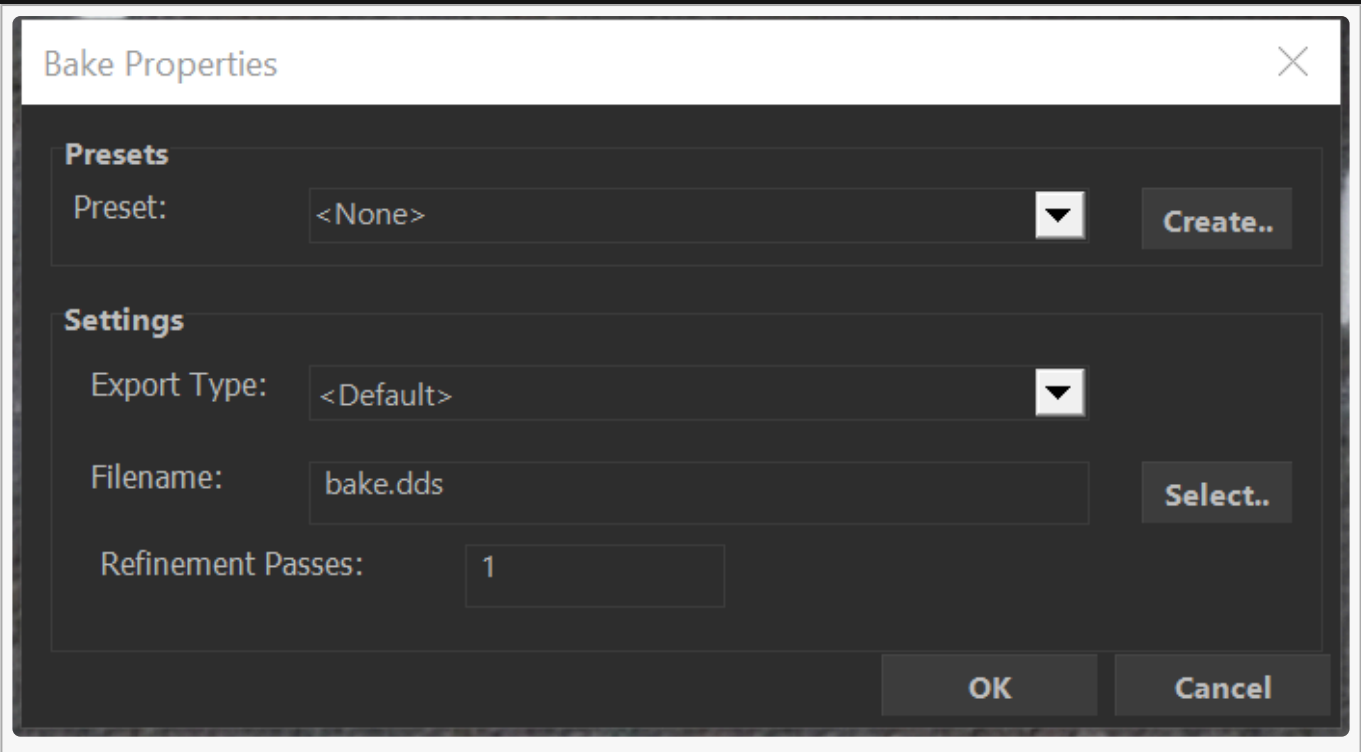 Bake Properties
Presets
Preset: <None> Create..
Settings
Export Type: <Default>
Filename: bake.dds Select..
Refinement Passes: 1
OK Cancel